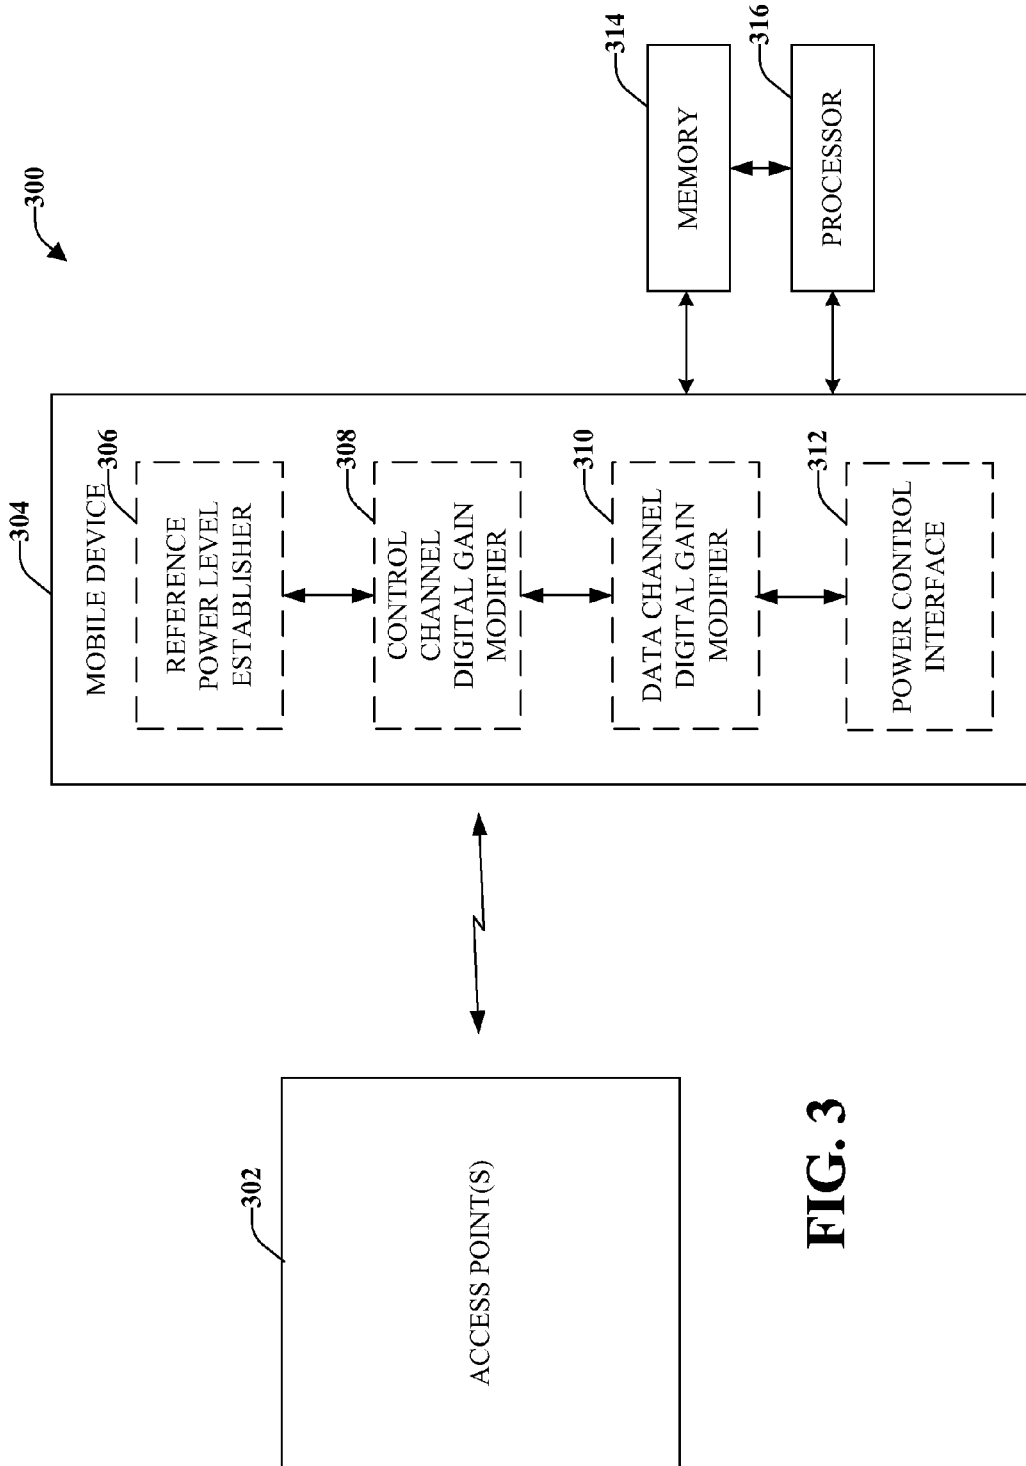 300
302
ACCESS POINT(S)
304
MOBILE DEVICE
306
REFERENCE
POWER LEVEL
ESTABLISHER
308
CONTROL
CHANNEL
DIGITAL GAIN
MODIFIER
310
DATA CHANNEL
DIGITAL GAIN
MODIFIER
312
POWER CONTROL
INTERFACE
314
MEMORY
316
PROCESSOR
FIG. 3